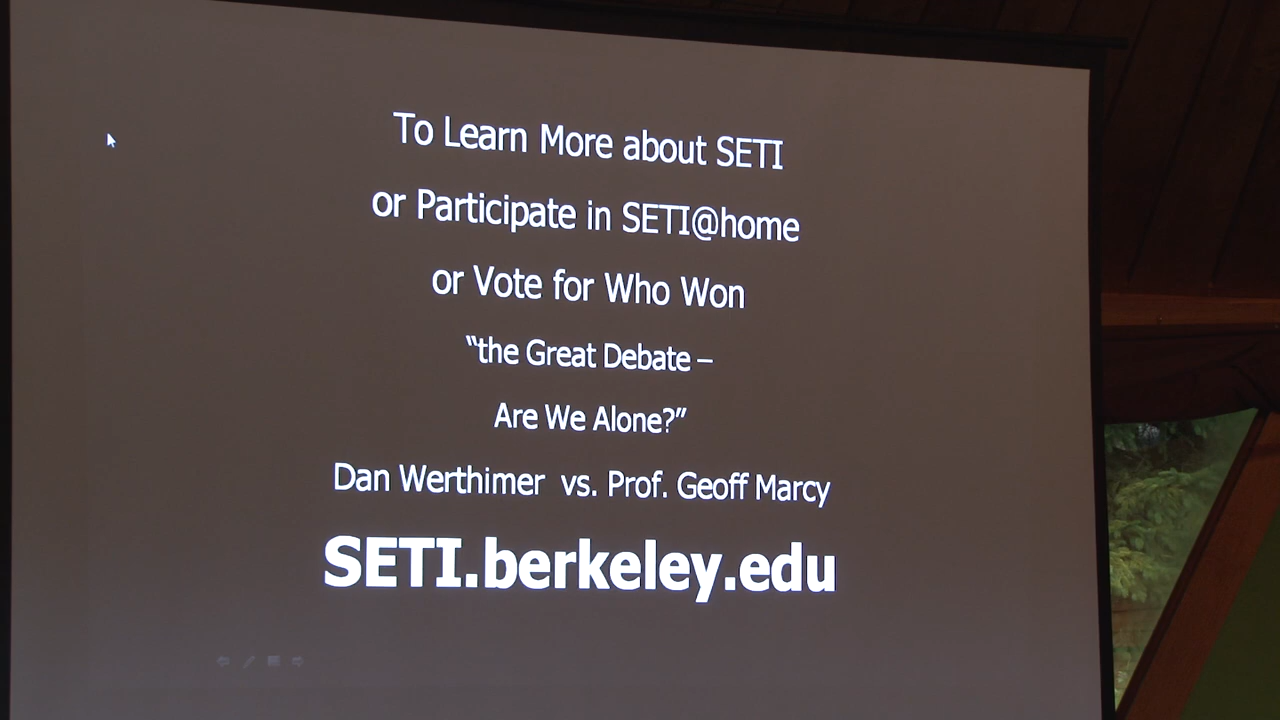 To Learn More about SETI
or Participate in SETI@home
or Vote for Who Won
“the Great Debate –
Are We Alone?”
Dan Werthimer vs. Prof. Geoff Marcy
SETI.berkeley.edu